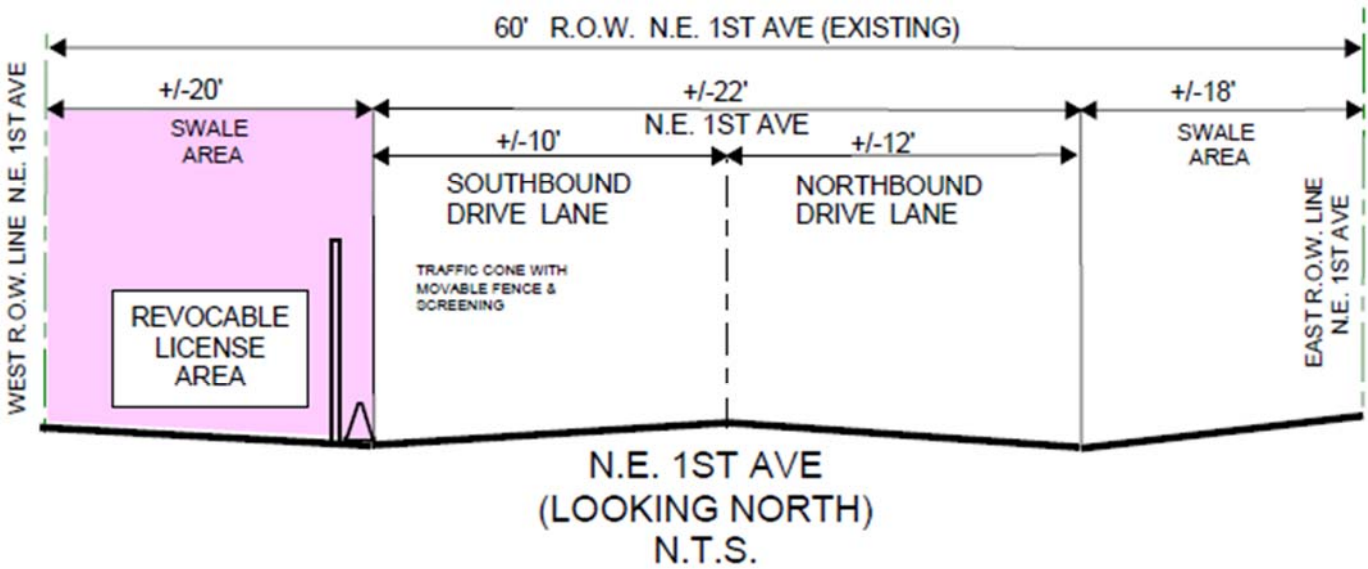 60' R.O.W. N.E. 1ST AVE (EXISTING)
WEST R.O.W. LINE N.E. 1ST AVE
+/-20'
+/-22'
+/-18'
SWALE
AREA
N.E. 1ST AVE
SWALE
AREA
+/-10'
+/-12'
SOUTHBOUND
DRIVE LANE
NORTHBOUND
DRIVE LANE
EAST R.O.W. LINE
N.E. 1ST AVE
TRAFFIC CONE WITH
MOVABLE FENCE &
SCREENING
REVOCABLE
LICENSE
AREA
N.E. 1ST AVE
(LOOKING NORTH)
N.T.S.